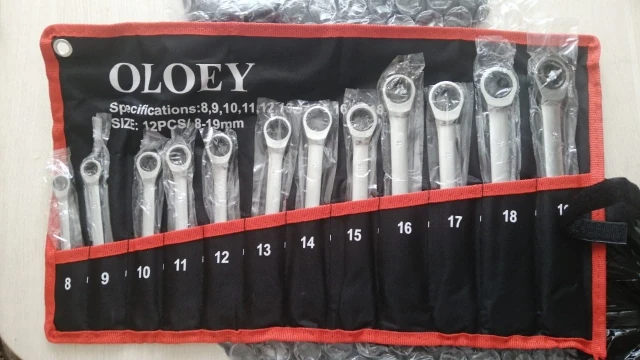 OLOEY
Specifications:8,9,10,11,12
SIZE: 12PCS/ 8-19mm
8 9 10 11 12 13 14 15 16 17 18